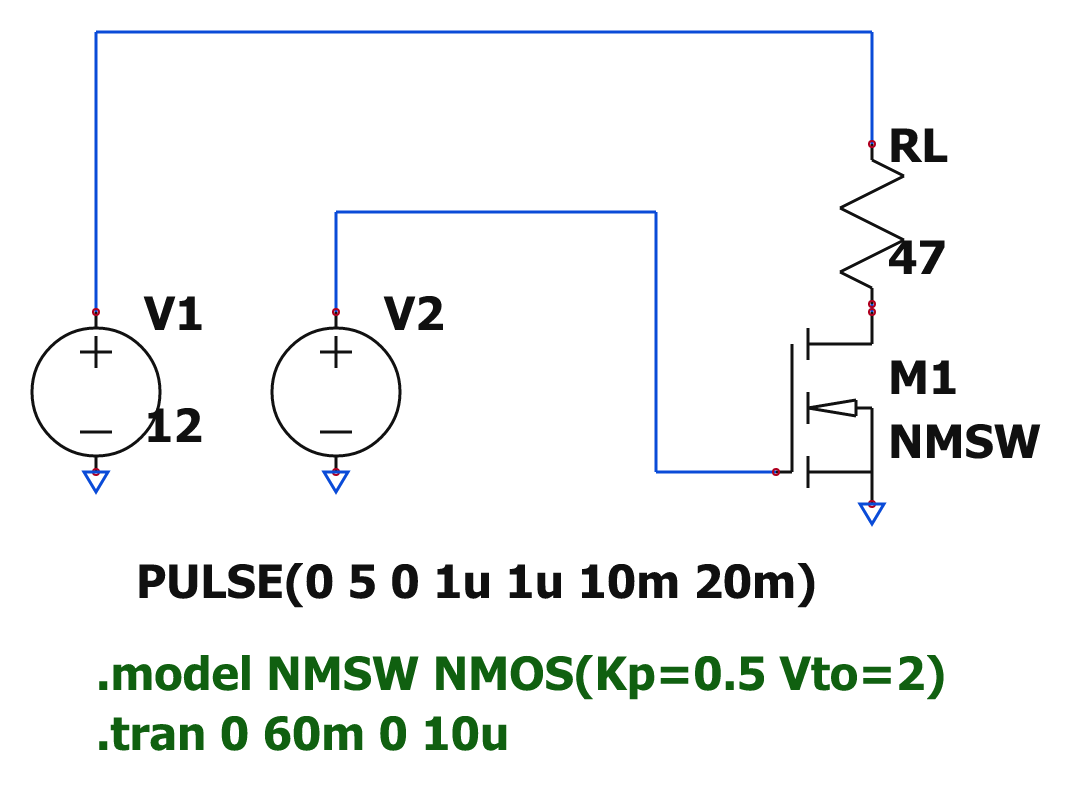 RL
47
V1
12
V2
M1
NMSW
PULSE(0 5 0 1u 1u 10m 20m)
.model NMSW NMOS(Kp=0.5 Vto=2)
.tran 0 60m 0 10u